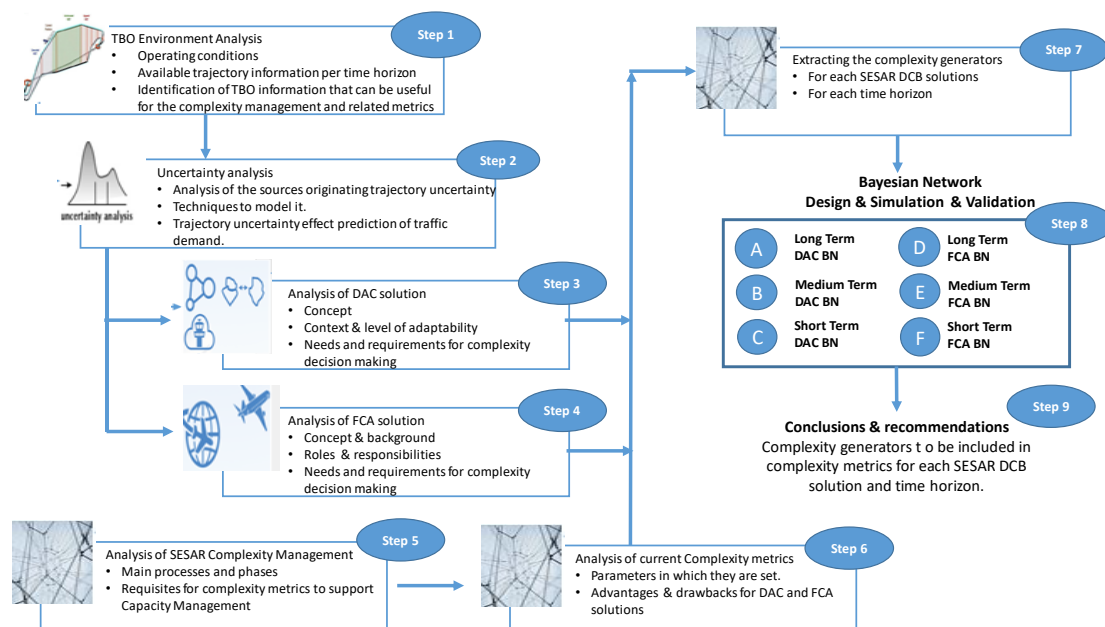 Step 1
TBO Environment Analysis
• Operating conditions
• Available trajectory information per time horizon
• Identification of TBO information that can be useful
for the complexity management and related metrics
Step 2
uncertainty analysis
Uncertainty analysis
• Analysis of the sources originating trajectory uncertainty
• Techniques to model it.
• Trajectory uncertainty effect prediction of traffic
demand.
Step 3
Analysis of DAC solution
• Concept
• Context & level of adaptability
• Needs and requirements for complexity
decision making
Step 4
Analysis of FCA solution
• Concept & background
• Roles & responsibilities
• Needs and requirements for complexity
decision making
Step 5
Analysis of SESAR Complexity Management
• Main processes and phases
• Requisites for complexity metrics to support
Capacity Management
Step 6
Analysis of current Complexity metrics
• Parameters in which they are set.
• Advantages & drawbacks for DAC and FCA
solutions
Step 7
Extracting the complexity generators
• For each SESAR DCB solutions
• For each time horizon
Bayesian Network
Design & Simulation & Validation
Step 8
A
Long Term
DAC BN
D
Long Term
FCA BN
B
Medium Term
DAC BN
E
Medium Term
FCA BN
C
Short Term
DAC BN
F
Short Term
FCA BN
Step 9
Conclusions & recommendations
Complexity generators t o be included in
complexity metrics for each SESAR DCB
solution and time horizon.